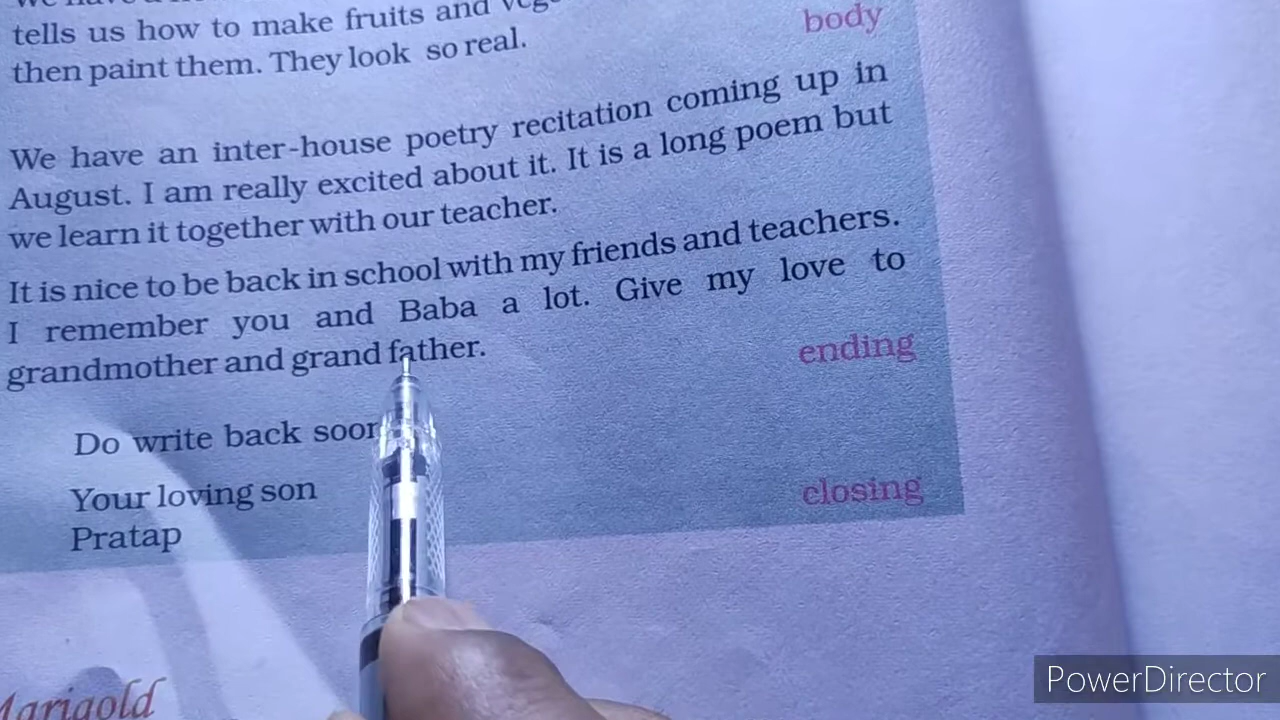 tells us how to make fruits and
body
then paint them. They look so real.
We have an inter-house poetry recitation coming up in
August. I am really excited about it. It is a long poem but
we learn it together with our teacher.
It is nice to be back in school with my friends and teachers.
I remember you and Baba a lot. Give my love to
grandmother and grand father.
ending
Do write back soon
Your loving son
closing
Pratap
Marigold
PowerDirector